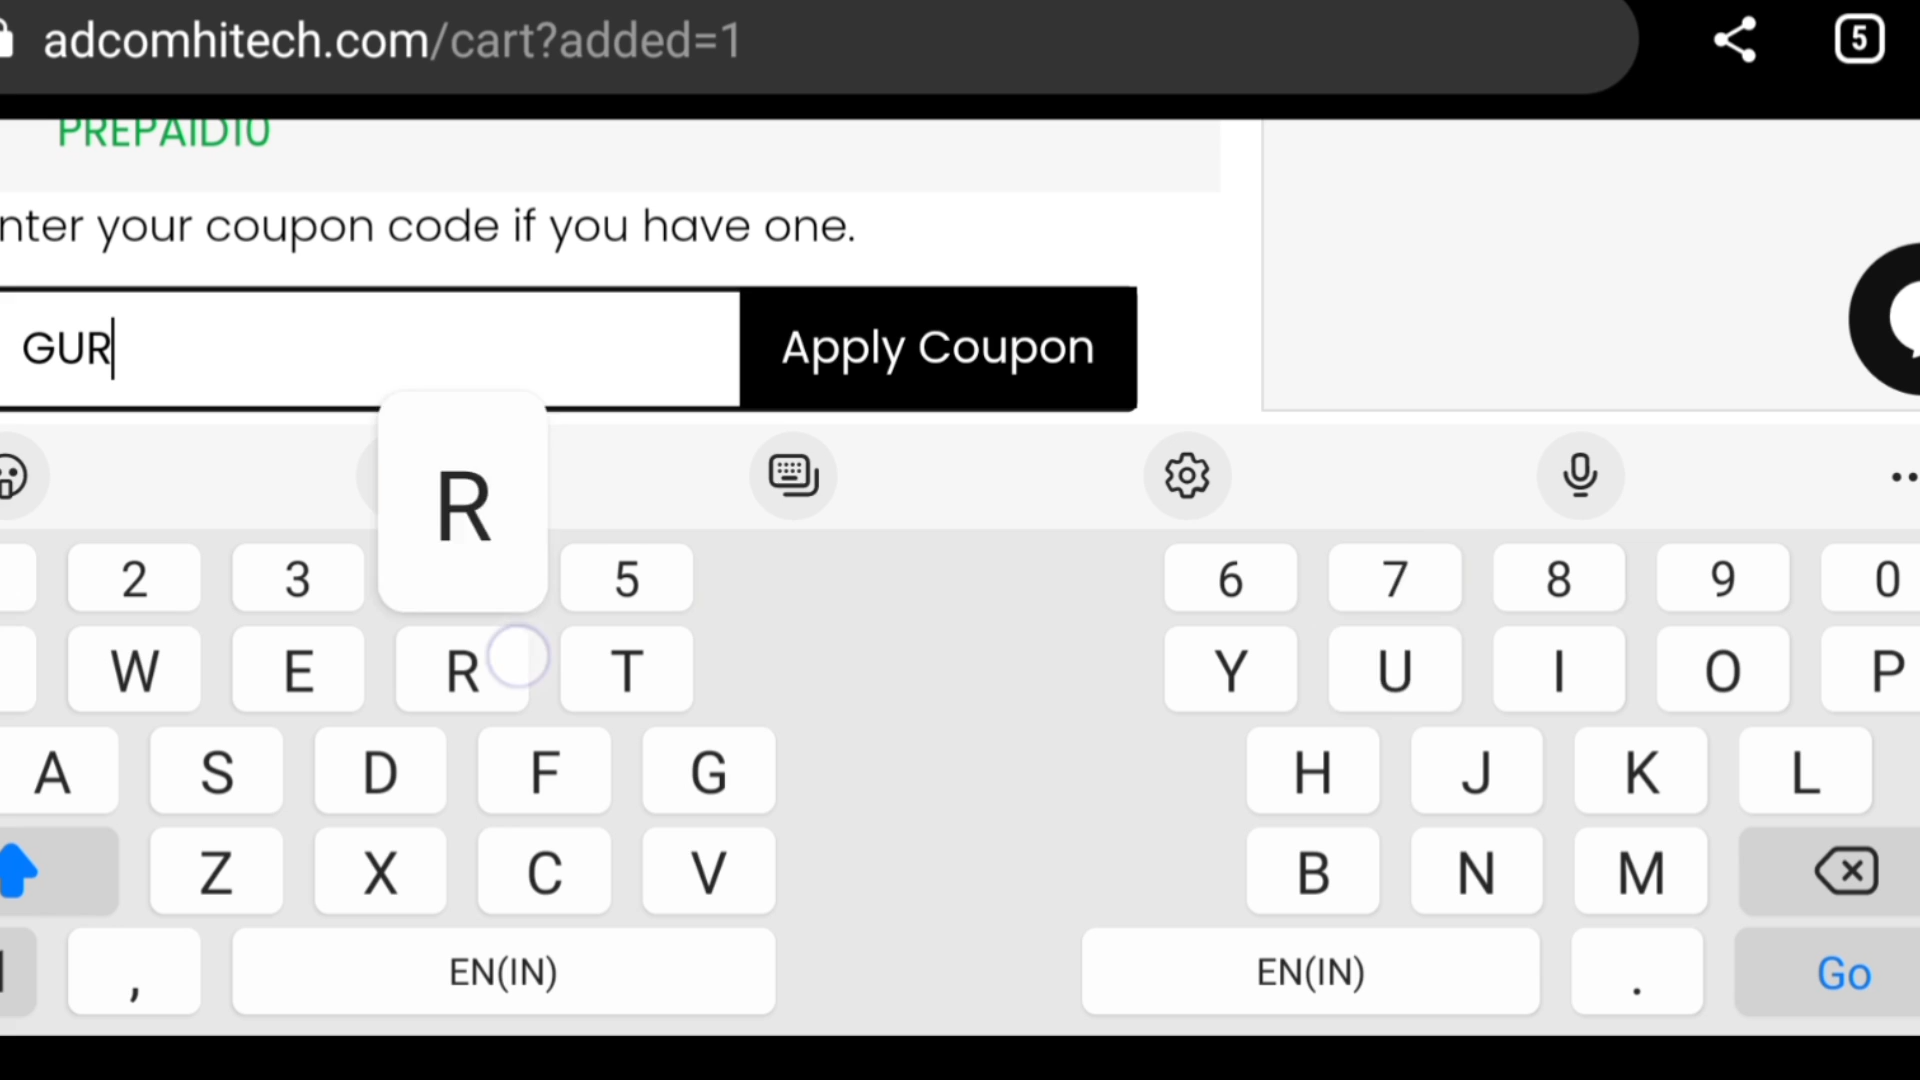 adcomhitech.com/cart?added=1
5
PREPAID10
nter your coupon code if you have one.
GUR
Apply Coupon
R
2 3 5 6 7 8 9 0
W E R T Y U I O P
A S D F G H J K L
Z X C V B N M
, EN(IN) EN(IN) . Go